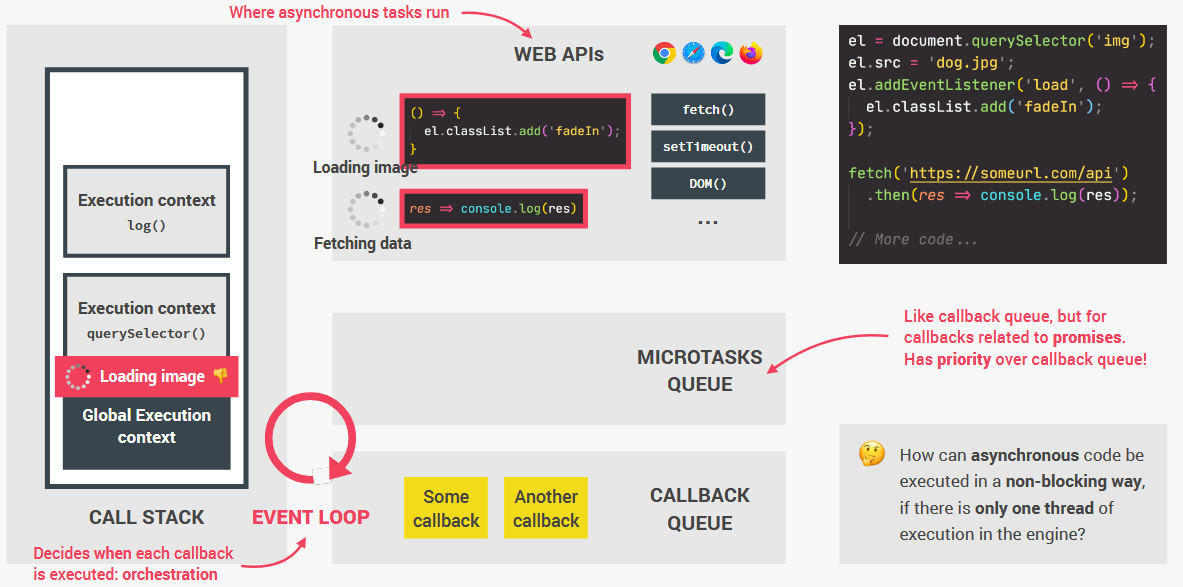 Where asynchronous tasks run
WEB APIs
() => {
el.classList.add('fadeIn');
}
Loading image
res => console.log(res)
Fetching data
fetch()
setTimeout()
DOM()
...
el = document.querySelector('img');
el.src = 'dog.jpg';
el.addEventListener('load', () => {
el.classList.add('fadeIn');
});
fetch('https://someurl.com/api')
.then(res => console.log(res));
// More code...
Execution context
log()
Execution context
querySelector()
Loading image 👎
Global Execution
context
CALL STACK
EVENT LOOP
Decides when each callback
is executed: orchestration
MICROTASKS
QUEUE
Like callback queue, but for
callbacks related to promises.
Has priority over callback queue!
Some
callback
Another
callback
CALLBACK
QUEUE
🤔 How can asynchronous code be
executed in a non-blocking way,
if there is only one thread of
execution in the engine?